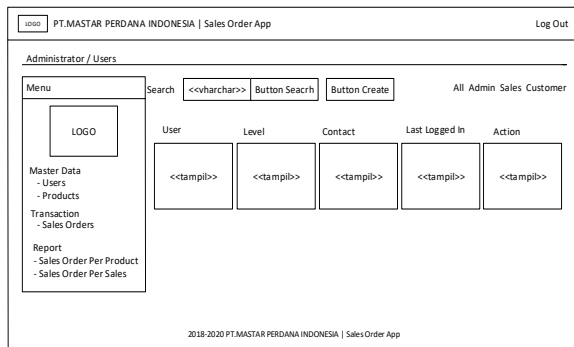 LOGO PT.MASTAR PERDANA INDONESIA | Sales Order App Log Out
Administrator / Users
Menu
Search <<vharchar>> Button Seacrh Button Create All Admin Sales Customer
LOGO
User Level Contact Last Logged In Action
<<tampil>> <<tampil>> <<tampil>> <<tampil>> <<tampil>>
Master Data
- Users
- Products
Transaction
- Sales Orders
Report
- Sales Order Per Product
- Sales Order Per Sales
2018-2020 PT.MASTAR PERDANA INDONESIA | Sales Order App